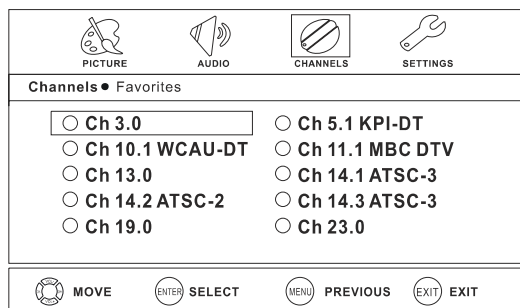 PICTURE AUDIO CHANNELS SETTINGS
Channels● Favorites
Ch 3.0
Ch 10.1 WCAU-DT
Ch 13.0
Ch 14.2 ATSC-2
Ch 19.0
Ch 5.1 KPI-DT
Ch 11.1 MBC DTV
Ch 14.1 ATSC-3
Ch 14.3 ATSC-3
Ch 23.0
MOVE ENTER SELECT MENU PREVIOUS EXIT EXIT